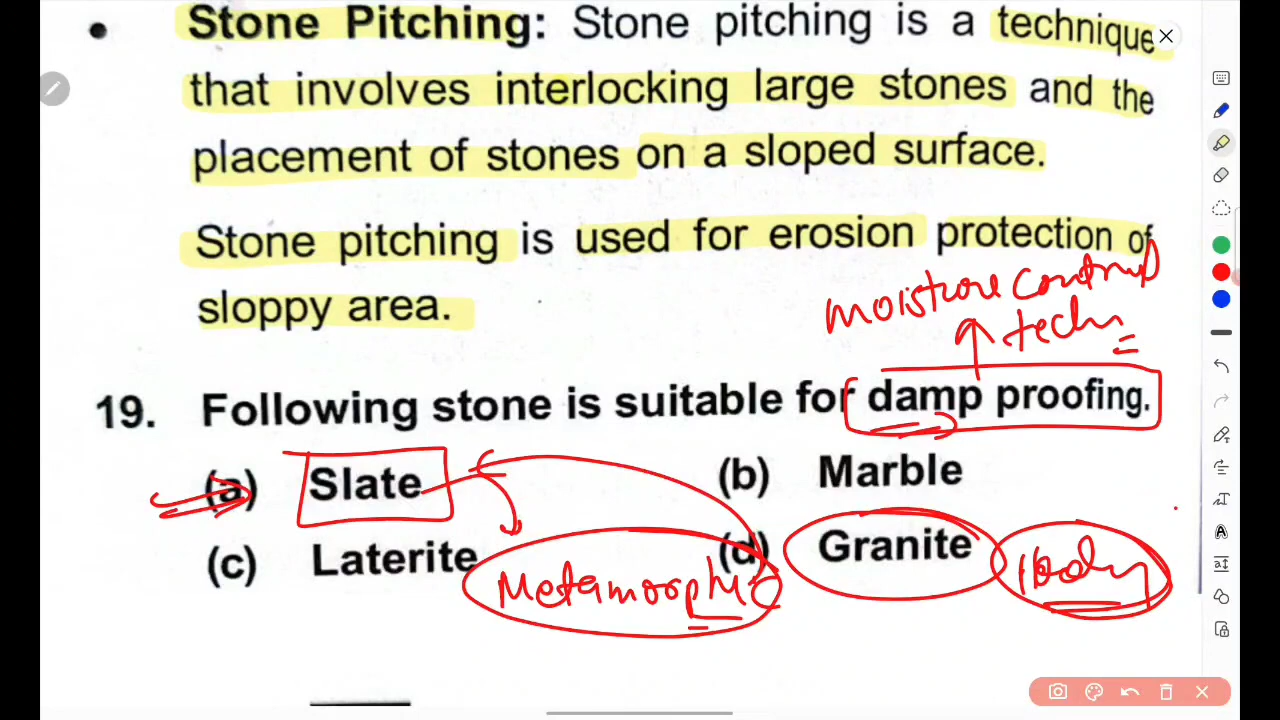 • Stone Pitching: Stone pitching is a technique
that involves interlocking large stones and the
placement of stones on a sloped surface.
Stone pitching is used for erosion protection of
sloppy area.
moisture control
techn
19. Following stone is suitable for damp proofing.
(a) Slate (b) Marble
(c) Laterite (d) Granite
Metamorphic